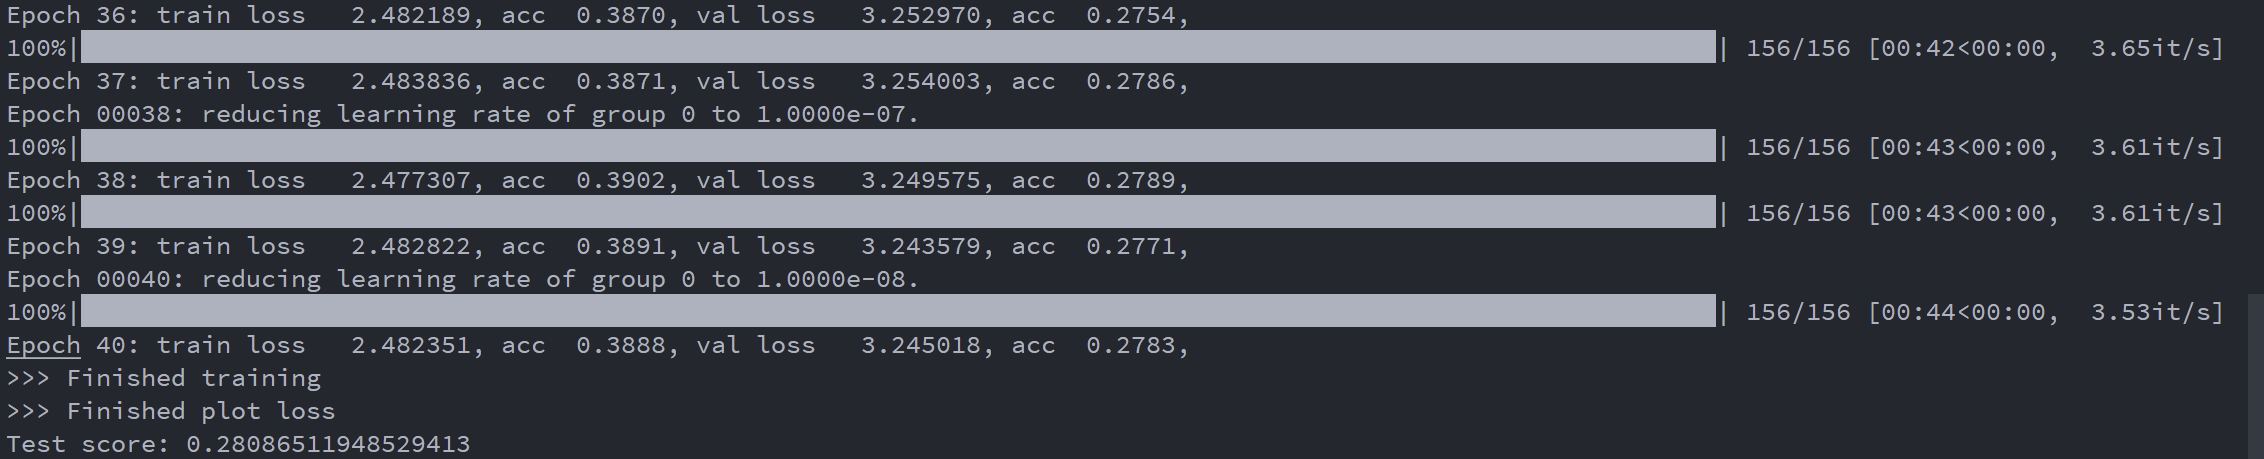 Epoch 36: train loss   2.482189, acc  0.3870, val loss   3.252970, acc  0.2754,
100%|██████████| 156/156 [00:42<00:00,  3.65it/s]
Epoch 37: train loss   2.483836, acc  0.3871, val loss   3.254003, acc  0.2786,
Epoch 00038: reducing learning rate of group 0 to 1.0000e-07.
100%|██████████| 156/156 [00:43<00:00,  3.61it/s]
Epoch 38: train loss   2.477307, acc  0.3902, val loss   3.249575, acc  0.2789,
100%|██████████| 156/156 [00:43<00:00,  3.61it/s]
Epoch 39: train loss   2.482822, acc  0.3891, val loss   3.243579, acc  0.2771,
Epoch 00040: reducing learning rate of group 0 to 1.0000e-08.
100%|██████████| 156/156 [00:44<00:00,  3.53it/s]
Epoch 40: train loss   2.482351, acc  0.3888, val loss   3.245018, acc  0.2783,
>>> Finished training
>>> Finished plot loss
Test score: 0.28086511948529413